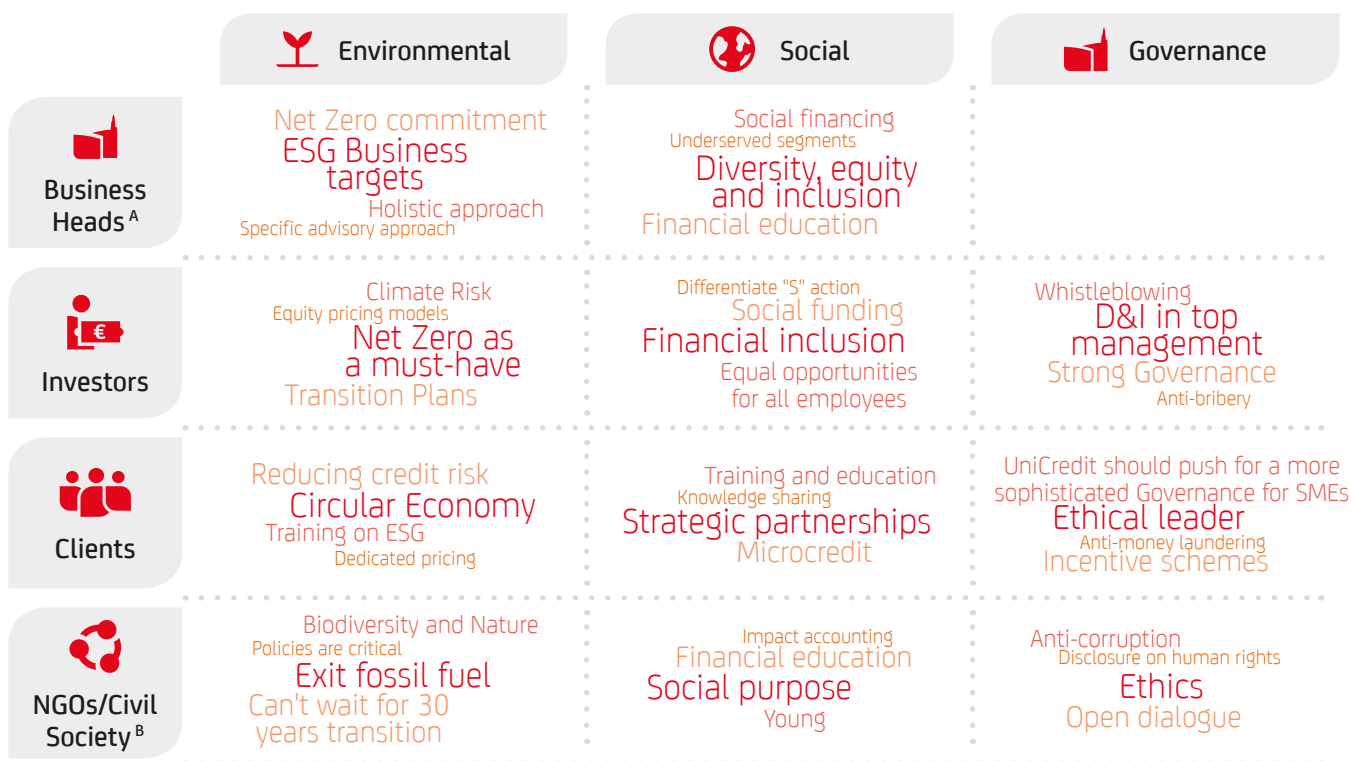 Environmental
Social
Governance
Business
Heads A
Net Zero commitment
ESG Business
targets
Holistic approach
Specific advisory approach
Social financing
Underserved segments
Diversity, equity
and inclusion
Financial education
Investors
Climate Risk
Equity pricing models
Net Zero as
a must-have
Transition Plans
Differentiate "S" action
Social funding
Financial inclusion
Equal opportunities
for all employees
Whistleblowing
D&I in top
management
Strong Governance
Anti-bribery
Clients
Reducing credit risk
Circular Economy
Training on ESG
Dedicated pricing
Training and education
Knowledge sharing
Strategic partnerships
Microcredit
UniCredit should push for a more
sophisticated Governance for SMEs
Ethical leader
Anti-money laundering
Incentive schemes
NGOs/Civil
Society B
Biodiversity and Nature
Policies are critical
Exit fossil fuel
Can't wait for 30
years transition
Impact accounting
Financial education
Social purpose
Young
Anti-corruption
Disclosure on human rights
Ethics
Open dialogue